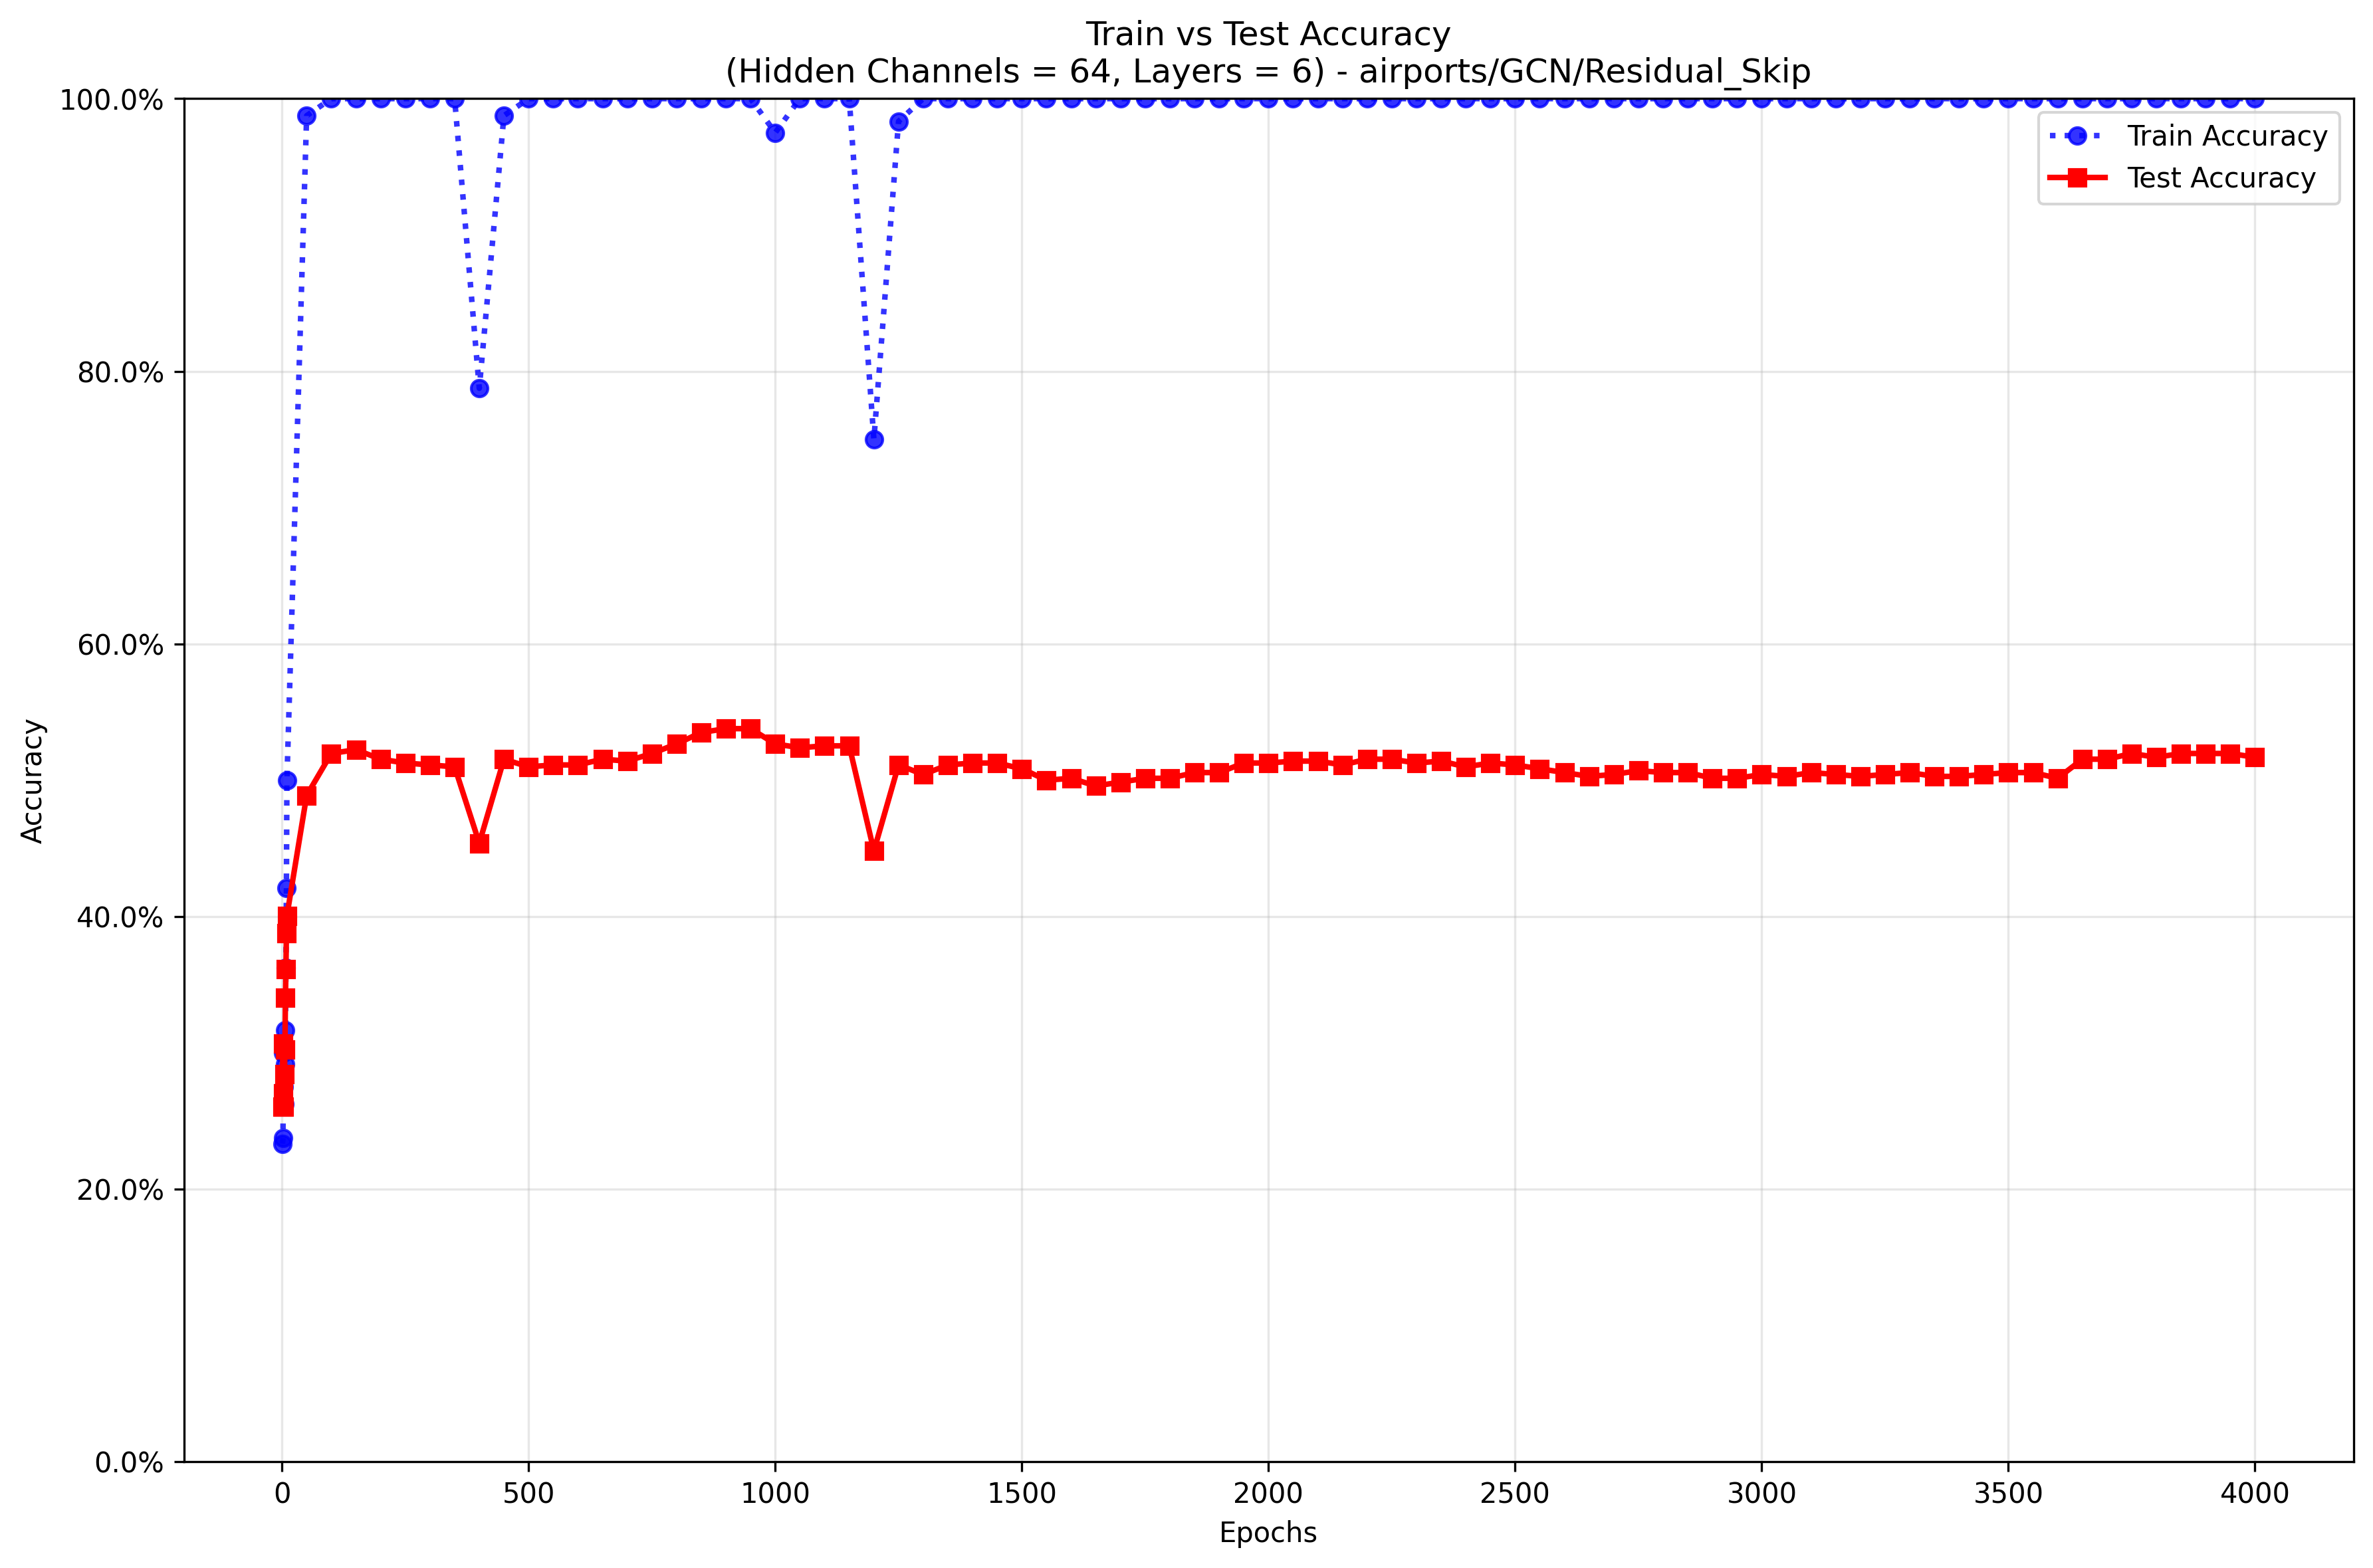 Train vs Test Accuracy
(Hidden Channels = 64, Layers = 6) - airports/GCN/Residual_Skip
100.0%
80.0%
60.0%
40.0%
20.0%
0.0%
Accuracy
Train Accuracy
Test Accuracy
0 500 1000 1500 2000 2500 3000 3500 4000
Epochs